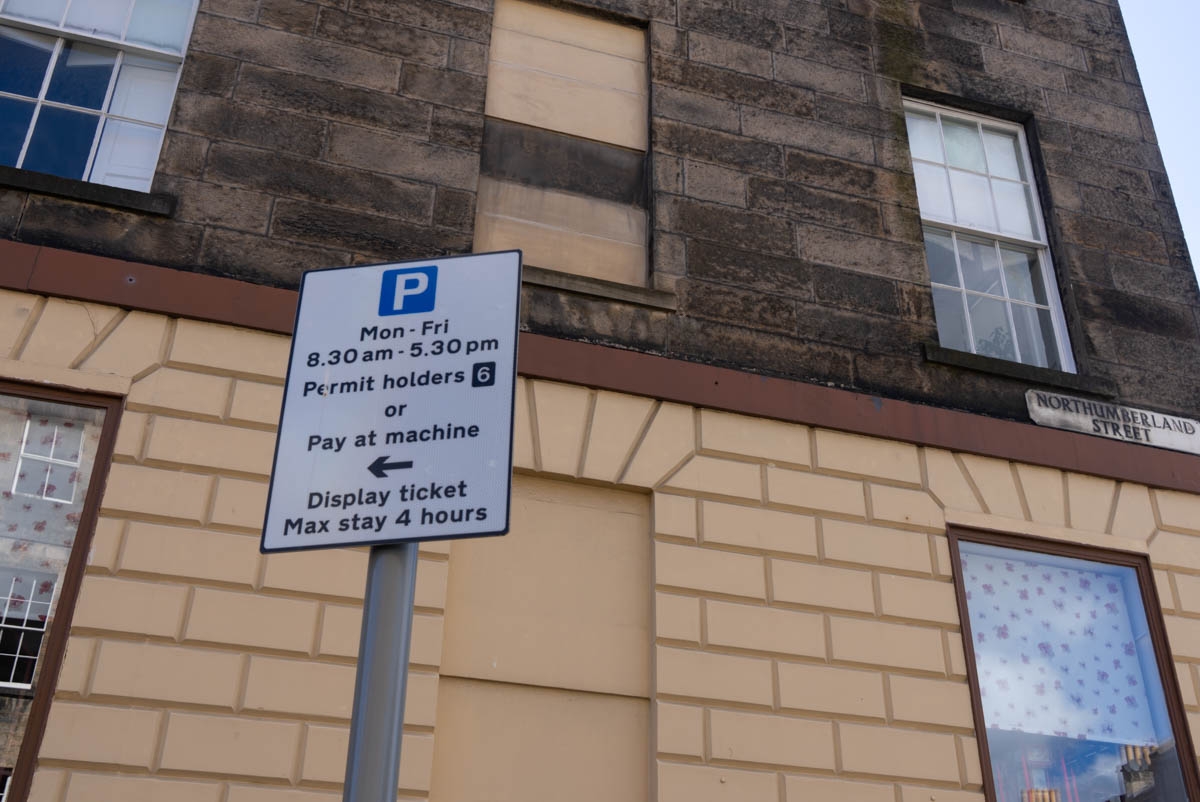 P
Mon - Fri
8.30 am - 5.30 pm
Permit holders 6
or
Pay at machine
Display ticket
Max stay 4 hours
NORTHUMBERLAND
STREET